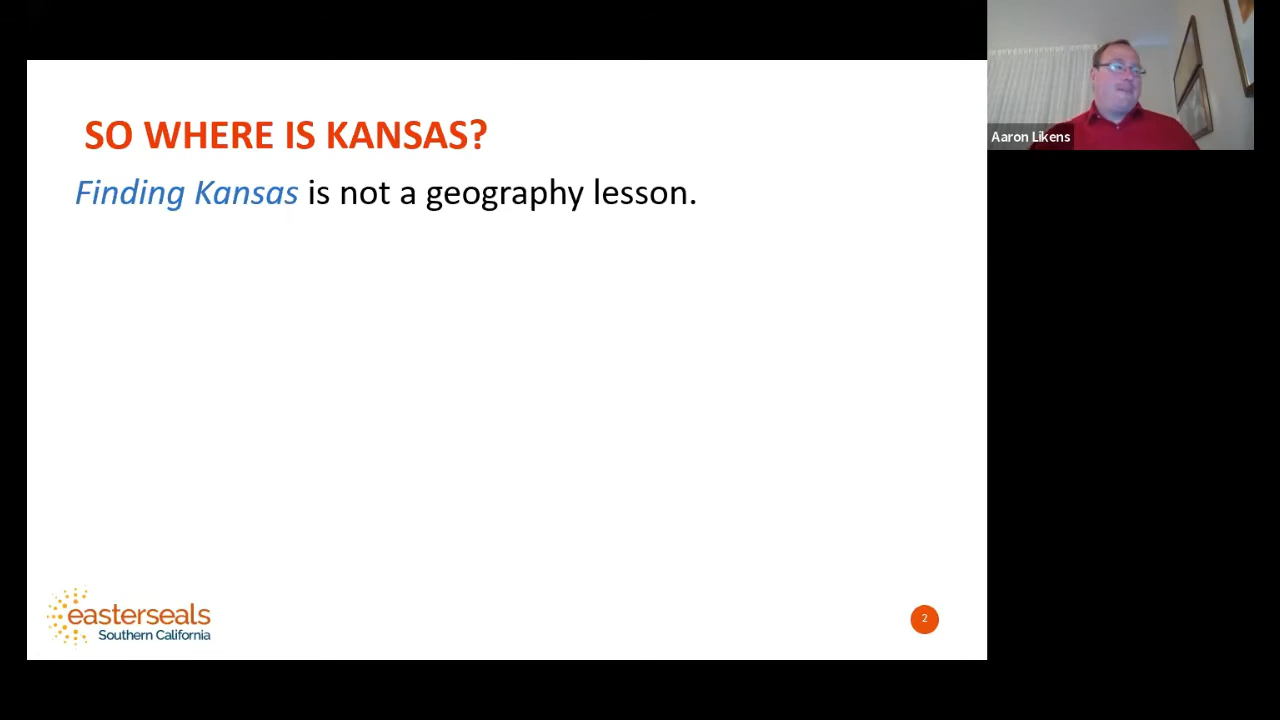 SO WHERE IS KANSAS?
Finding Kansas is not a geography lesson.
Aaron Likens
easterseals
Southern California
2